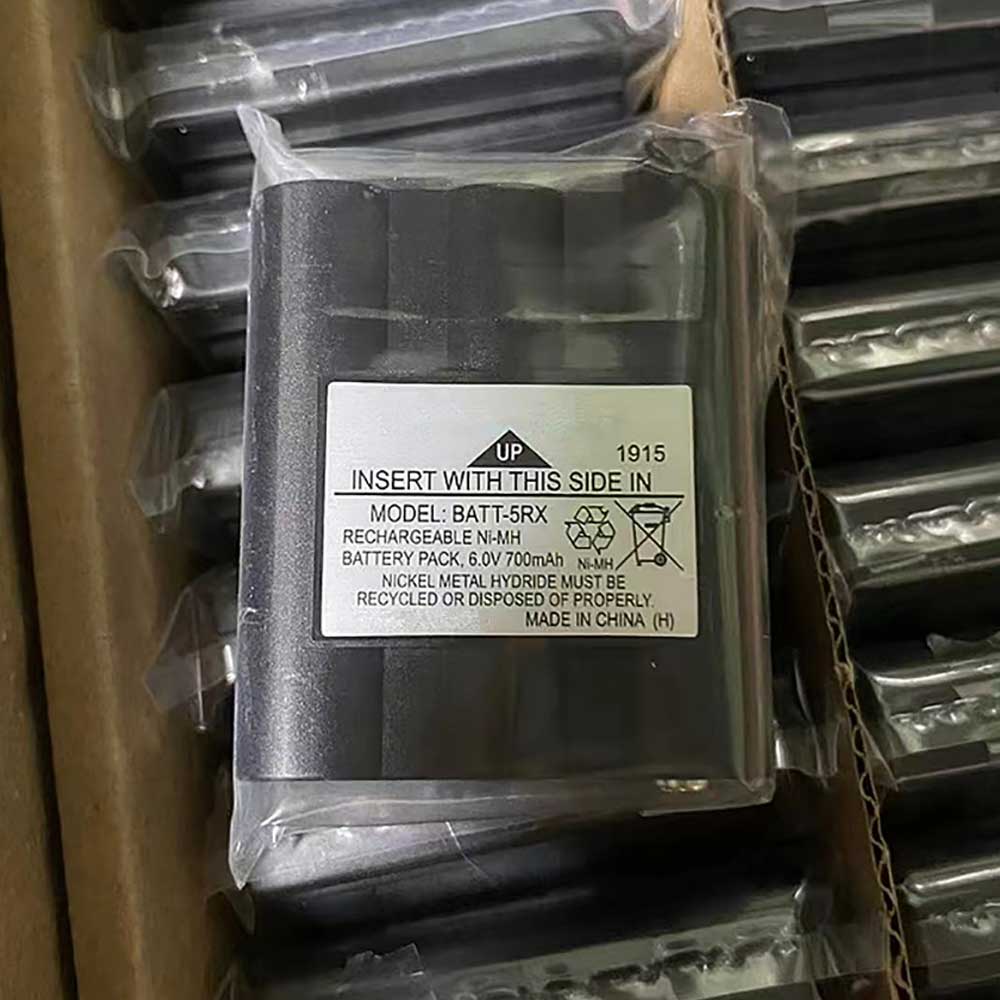 UP
1915
INSERT WITH THIS SIDE IN
MODEL: BATT-5RX
RECHARGEABLE Ni-MH
BATTERY PACK, 6.0V 700mAh
Ni-MH
NICKEL METAL HYDRIDE MUST BE
RECYCLED OR DISPOSED OF PROPERLY.
MADE IN CHINA (H)